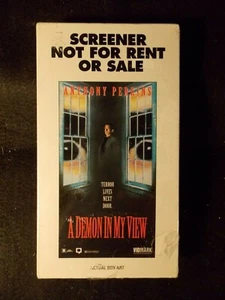 SCREENER
NOT FOR RENT
OR SALE
ANTHONY PERKINS
TERROR
LIVES
NEXT
DOOR.
A DEMON IN MY VIEW
VIDMARK
ACTUAL BOX ART